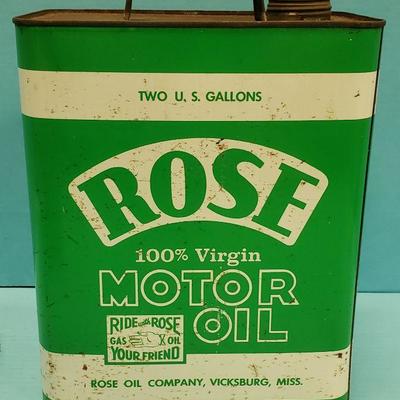 TWO U. S. GALLONS
ROSE
100% Virgin
MOTOR
OIL
RIDE with ROSE
GAS OIL
YOUR FRIEND
ROSE OIL COMPANY, VICKSBURG, MISS.